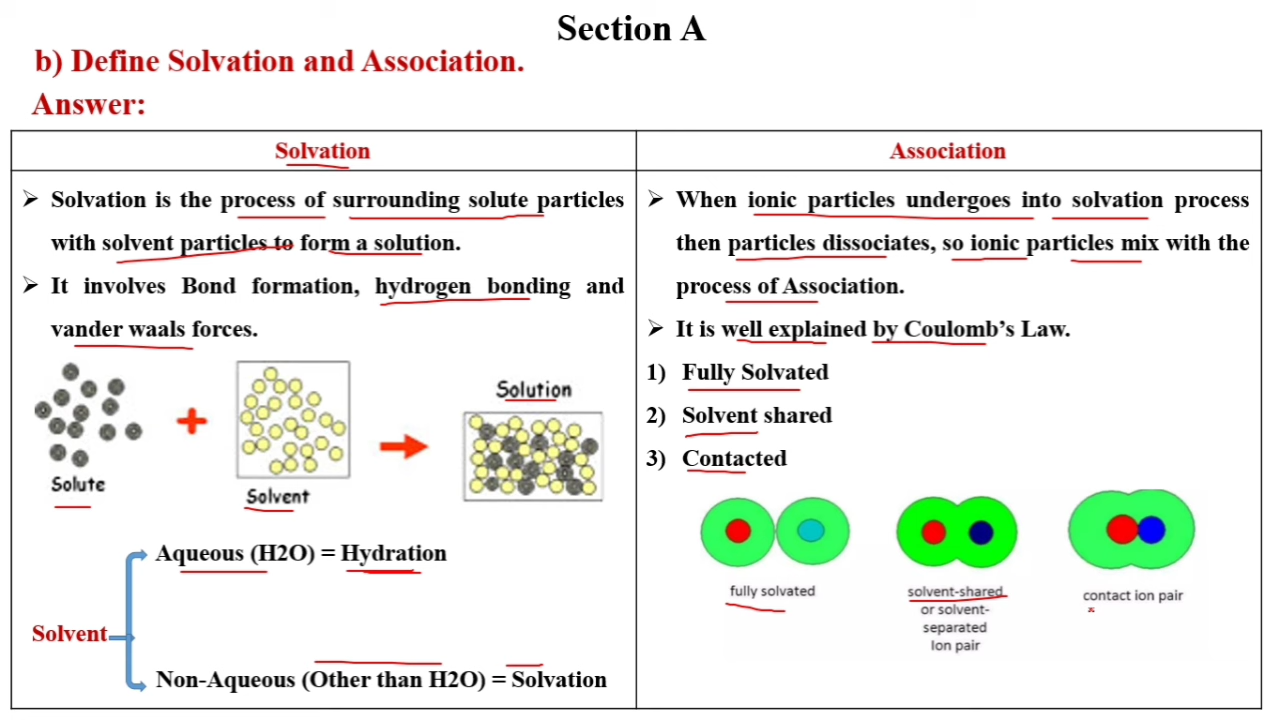 Section A
b) Define Solvation and Association.
Answer:
Solvation
➢ Solvation is the process of surrounding solute particles
with solvent particles to form a solution.
➢ It involves Bond formation, hydrogen bonding and
vander waals forces.
Solute
Solvent
Solution
Aqueous (H2O) = Hydration
Solvent
Non-Aqueous (Other than H2O) = Solvation
Association
➢ When ionic particles undergoes into solvation process
then particles dissociates, so ionic particles mix with the
process of Association.
➢ It is well explained by Coulomb's Law.
1) Fully Solvated
2) Solvent shared
3) Contacted
fully solvated
solvent-shared
or solvent-
separated
Ion pair
contact ion pair